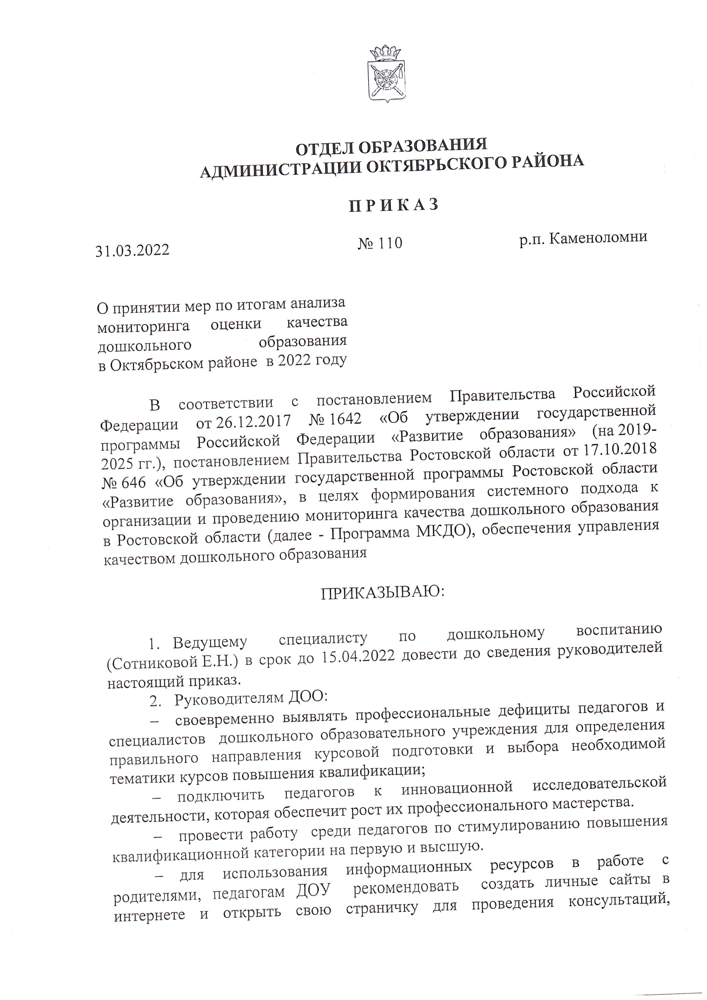 ОТДЕЛ ОБРАЗОВАНИЯ
АДМИНИСТРАЦИИ ОКТЯБРЬСКОГО РАЙОНА
П Р И К А З
31.03.2022 № 110 р.п. Каменоломни
О принятии мер по итогам анализа
мониторинга оценки качества
дошкольного образования
в Октябрьском районе в 2022 году
В соответствии с постановлением Правительства Российской
Федерации от 26.12.2017 № 1642 «Об утверждении государственной
программы Российской Федерации «Развитие образования» (на 2019-
2025 гг.), постановлением Правительства Ростовской области от 17.10.2018
№ 646 «Об утверждении государственной программы Ростовской области
«Развитие образования», в целях формирования системного подхода к
организации и проведению мониторинга качества дошкольного образования
в Ростовской области (далее - Программа МКДО), обеспечения управления
качеством дошкольного образования
ПРИКАЗЫВАЮ:
1. Ведущему специалисту по дошкольному воспитанию
(Сотниковой Е.Н.) в срок до 15.04.2022 довести до сведения руководителей
настоящий приказ.
2. Руководителям ДОО:
– своевременно выявлять профессиональные дефициты педагогов и
специалистов дошкольного образовательного учреждения для определения
правильного направления курсовой подготовки и выбора необходимой
тематики курсов повышения квалификации;
– подключить педагогов к инновационной исследовательской
деятельности, которая обеспечит рост их профессионального мастерства.
– провести работу среди педагогов по стимулированию повышения
квалификационной категории на первую и высшую.
– для использования информационных ресурсов в работе с
родителями, педагогам ДОУ рекомендовать создать личные сайты в
интернете и открыть свою страничку для проведения консультаций,